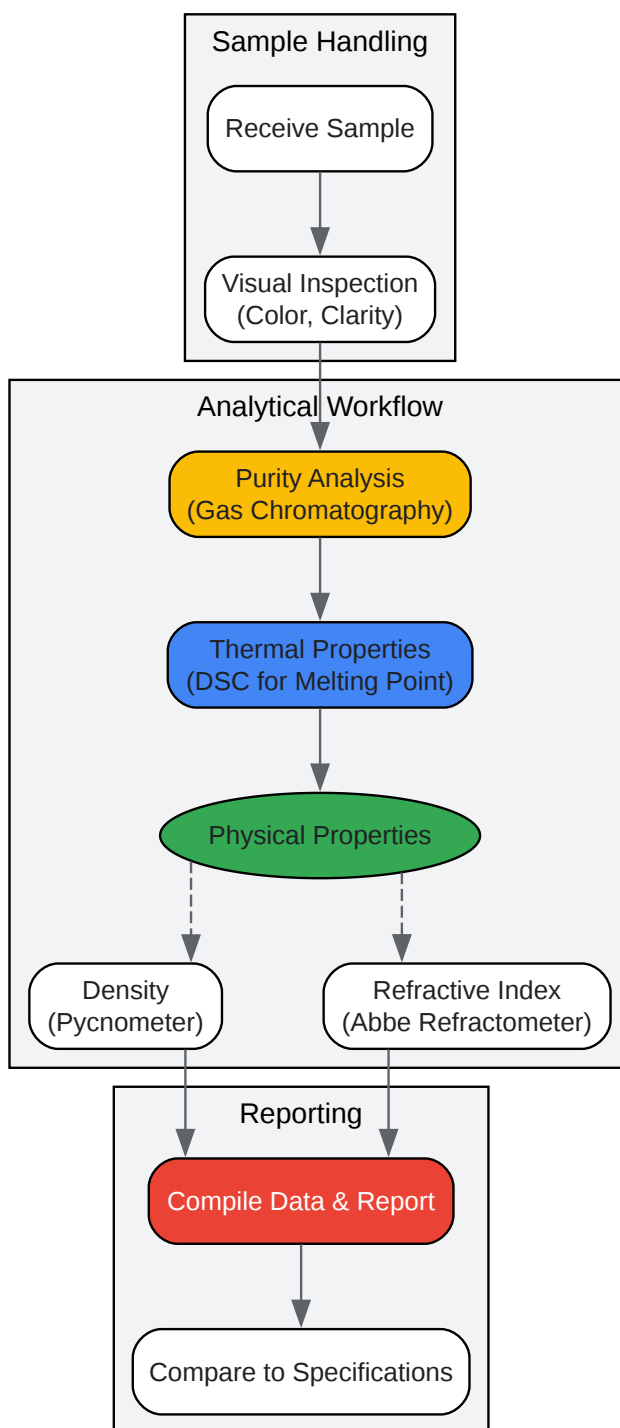 Sample Handling
Receive Sample
Visual Inspection
(Color, Clarity)
Analytical Workflow
Purity Analysis
(Gas Chromatography)
Thermal Properties
(DSC for Melting Point)
Physical Properties
Density
(Pycnometer)
Refractive Index
(Abbe Refractometer)
Reporting
Compile Data & Report
Compare to Specifications